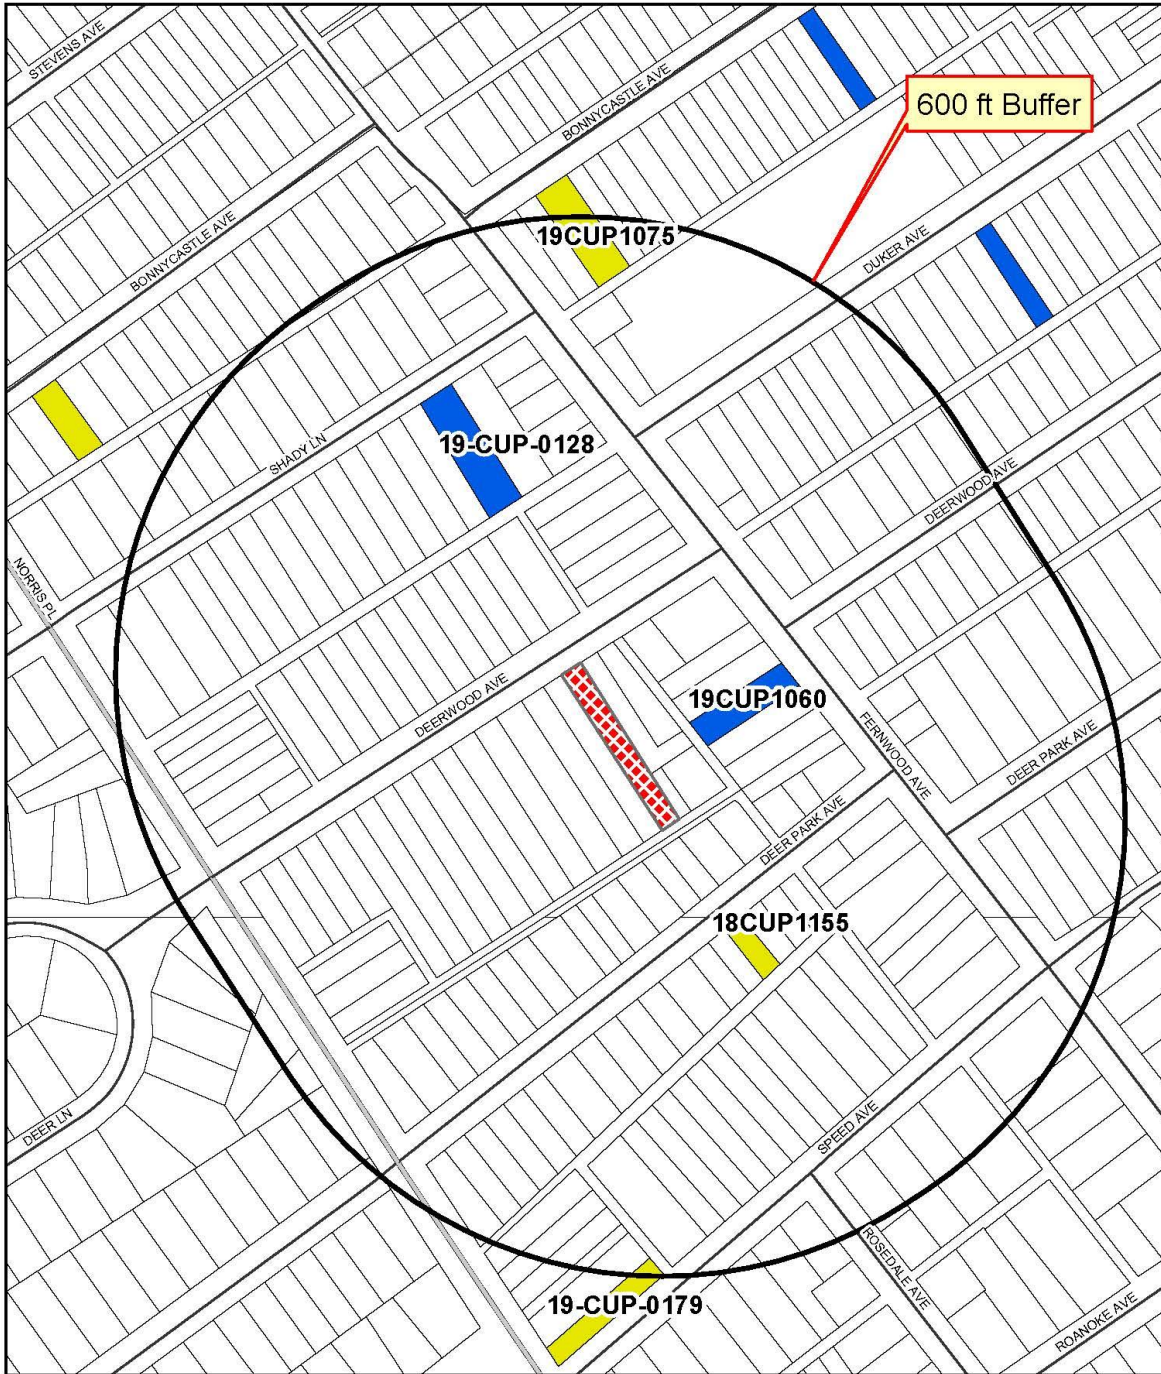 STEVENS AVE
BONNYCASTLE AVE
600 ft Buffer
BONNYCASTLE AVE
19CUP1075
DUKER AVE
SHADY LN
19-CUP-0128
DEERWOOD AVE
NORRIS PL
DEERWOOD AVE
19CUP1060
FERNWOOD AVE
DEER PARK AVE
DEER PARK AVE
18CUP1155
DEER LN
SPEED AVE
ROSEDALE AVE
19-CUP-0179
ROANOKE AVE